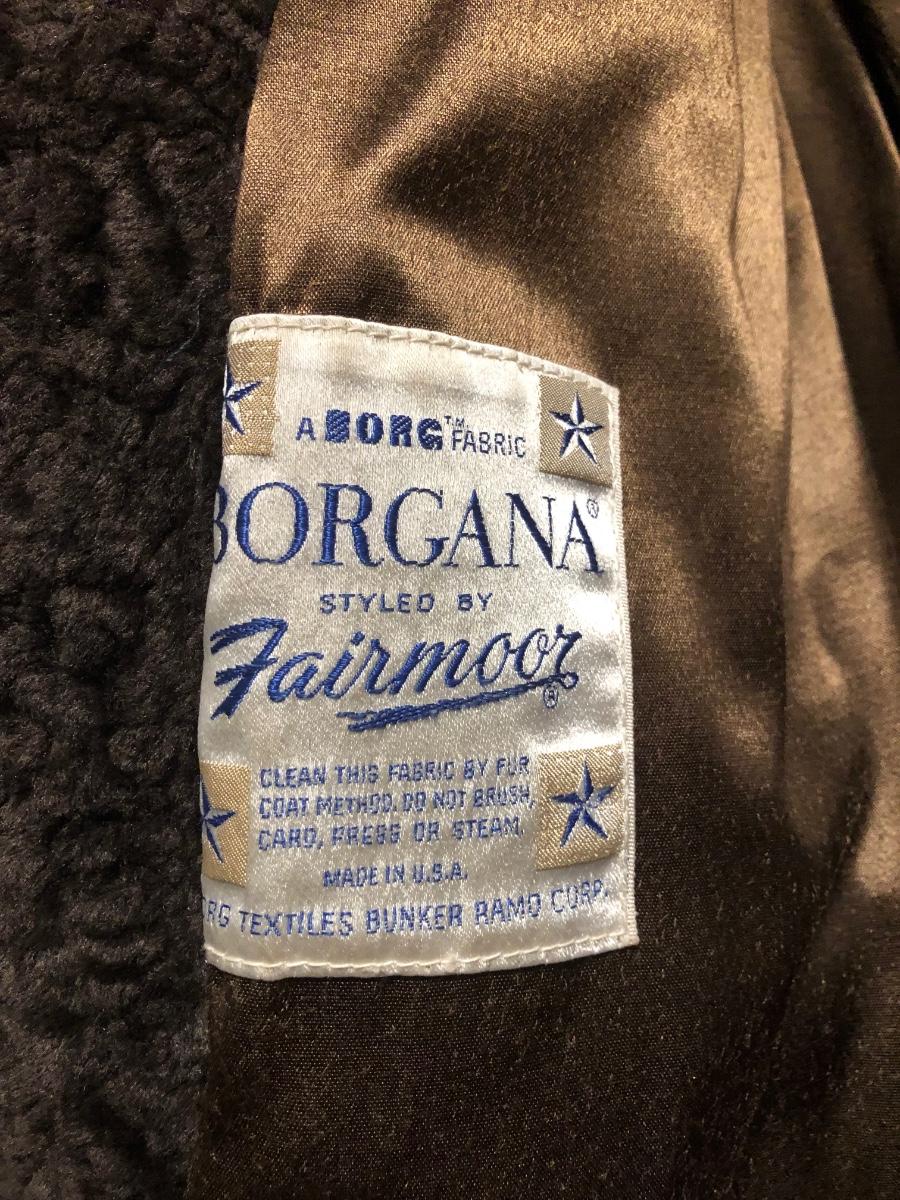 A BORG™ FABRIC
BORGANA®
STYLED BY
Fairmoor®
CLEAN THIS FABRIC BY FUR
COAT METHOD. DO NOT BRUSH,
CARD, PRESS OR STEAM.
MADE IN U.S.A.
ORG TEXTILES BUNKER RAMO CORP.